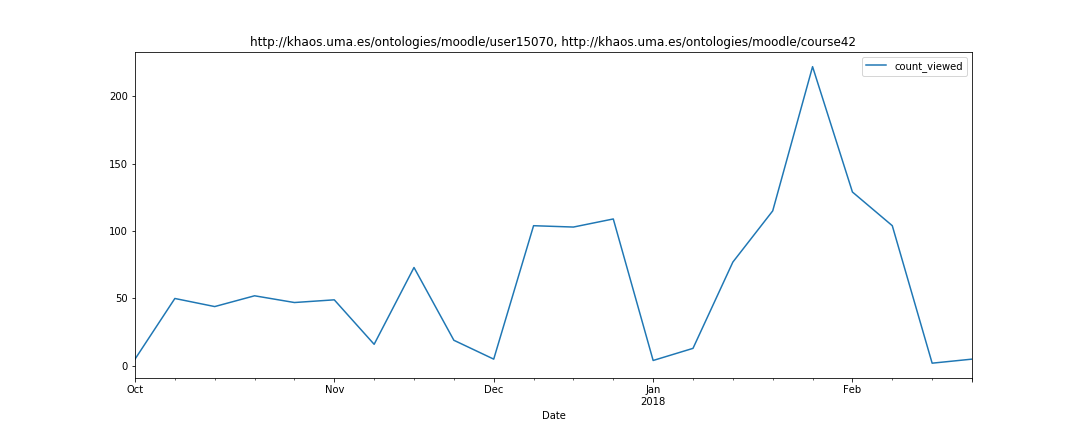 http://khaos.uma.es/ontologies/moodle/user15070, http://khaos.uma.es/ontologies/moodle/course42
count_viewed
200
150
100
50
0
Oct Nov Dec Jan Feb
2018
Date